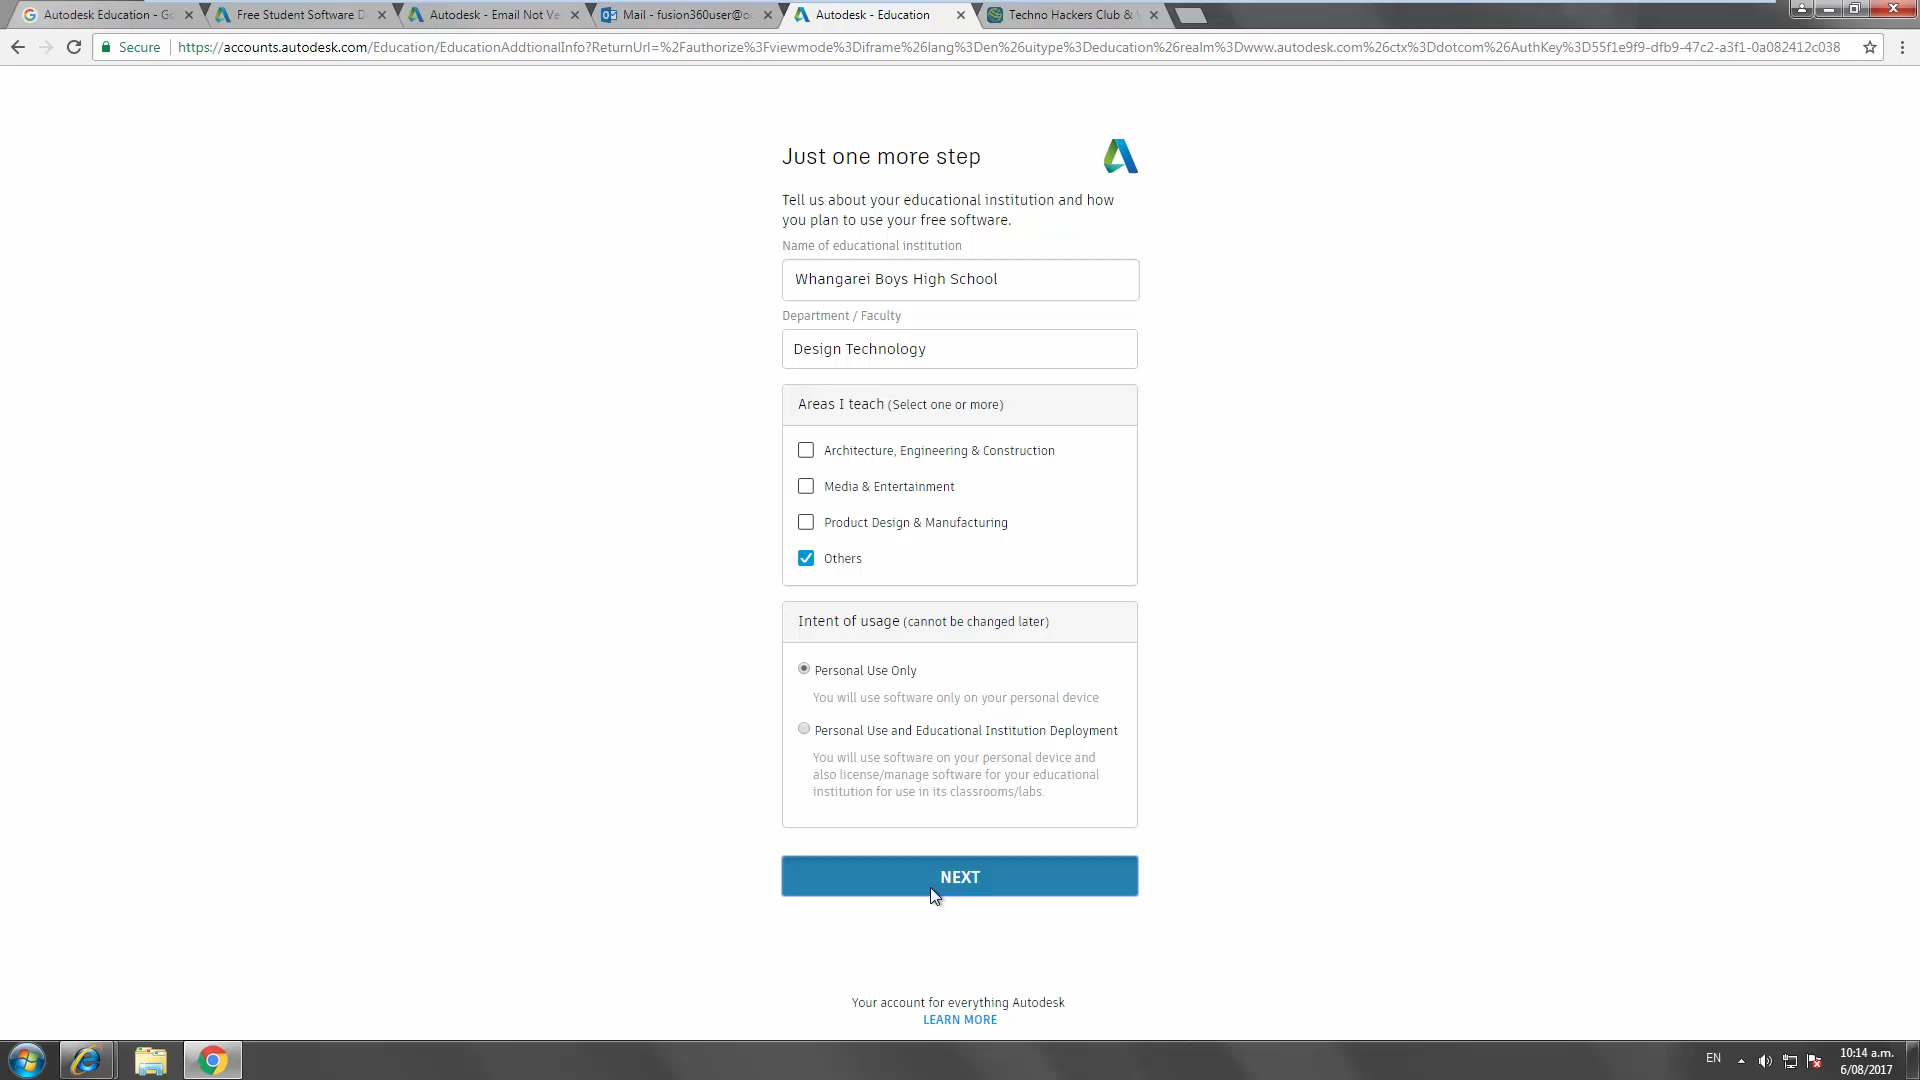 Autodesk Education - Go
Free Student Software D
Autodesk - Email Not Ve
Mail - fusion360user@ou
Autodesk - Education
Techno Hackers Club &
Secure
https://accounts.autodesk.com/Education/EducationAddtionalInfo?ReturnUrl=%2Fauthorize%3Fviewmode%3Diframe%26lang%3Den%26uitype%3Deducation%26realm%3Dwww.autodesk.com%26ctx%3Ddotcom%26AuthKey%3D55f1e9f9-dfb9-47c2-a3f1-0a082412c038
Just one more step
Tell us about your educational institution and how
you plan to use your free software.
Name of educational institution
Whangarei Boys High School
Department / Faculty
Design Technology
Areas I teach (Select one or more)
Architecture, Engineering & Construction
Media & Entertainment
Product Design & Manufacturing
Others
Intent of usage (cannot be changed later)
Personal Use Only
You will use software only on your personal device
Personal Use and Educational Institution Deployment
You will use software on your personal device and
also license/manage software for your educational
institution for use in its classrooms/labs.
NEXT
Your account for everything Autodesk
LEARN MORE
EN
10:14 a.m.
6/08/2017